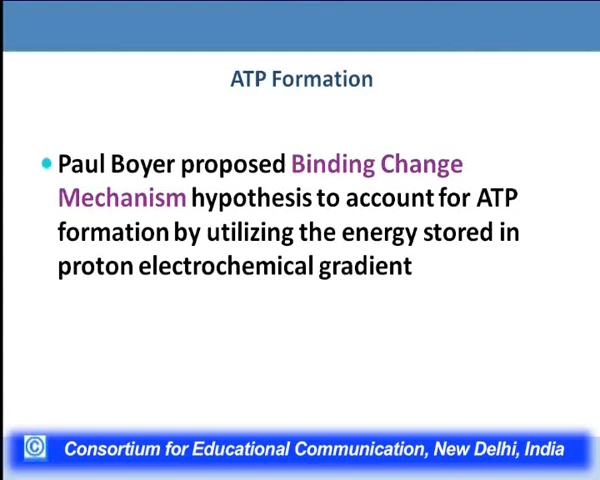 ATP Formation
Paul Boyer proposed Binding Change
Mechanism hypothesis to account for ATP
formation by utilizing the energy stored in
proton electrochemical gradient
© Consortium for Educational Communication, New Delhi, India